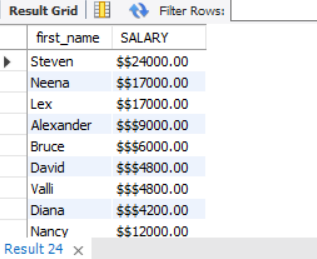 Result Grid Filter Rows:
first_name SALARY
Steven $$24000.00
Neena $$17000.00
Lex $$17000.00
Alexander $$$9000.00
Bruce $$$6000.00
David $$$4800.00
Valli $$$4800.00
Diana $$$4200.00
Nancy $$12000.00
Result 24 ×